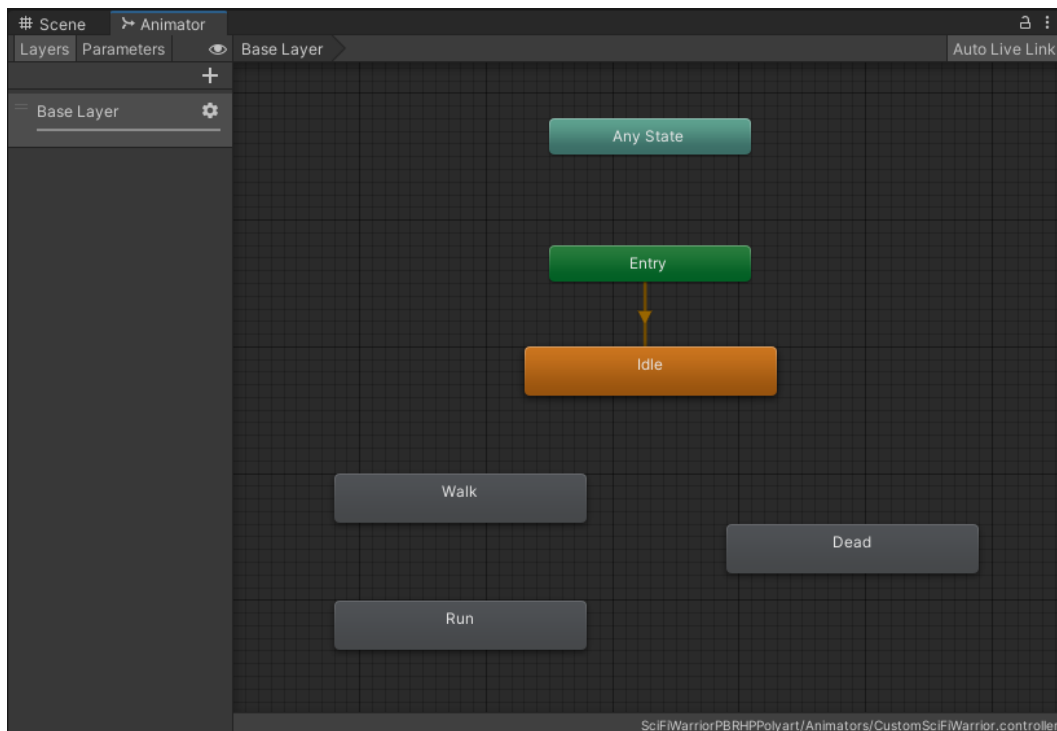 Scene Animator
Layers Parameters Base Layer Auto Live Link
Base Layer
Any State
Entry
Idle
Walk
Dead
Run
SciFiWarriorPBRHPPolyart/Animators/CustomSciFiWarrior.controller